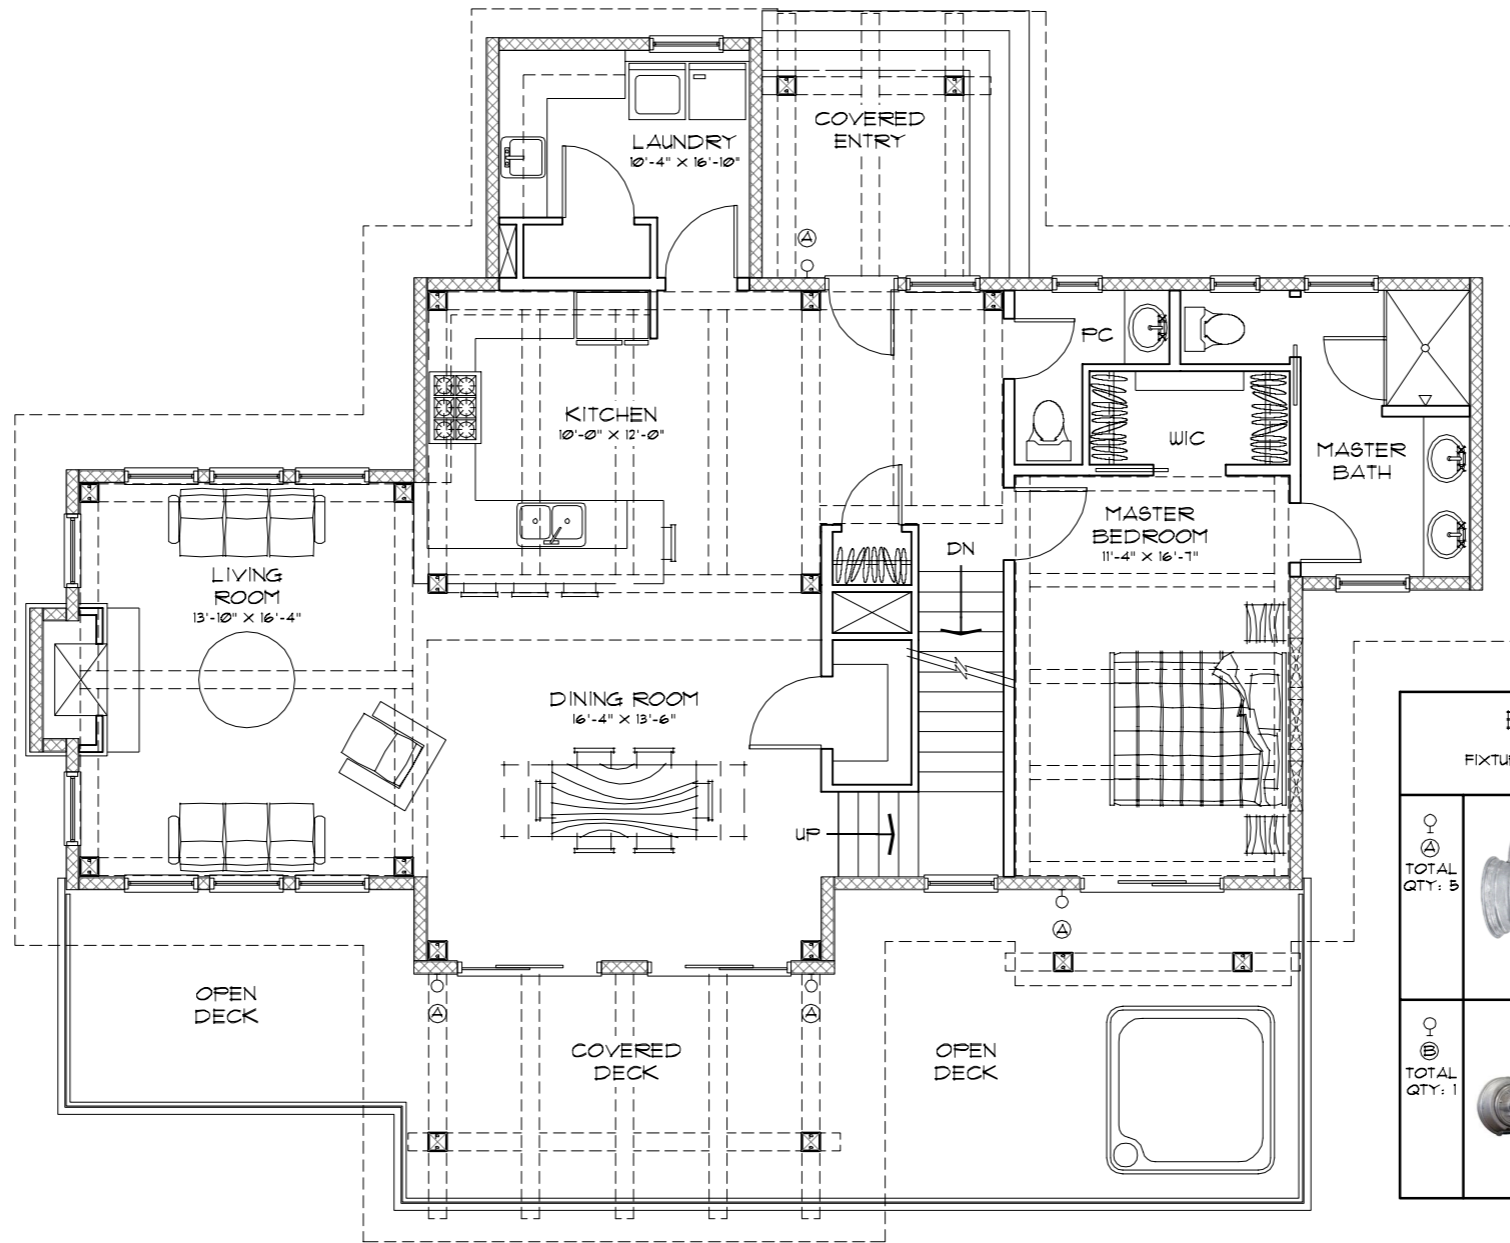 LAUNDRY
10'-4" X 16'-10"
COVERED
ENTRY
A
PC
KITCHEN
10'-0" X 12'-0"
WIC
MASTER
BATH
MASTER
BEDROOM
11'-4" X 16'-7"
DN
LIVING
ROOM
13'-10" X 16'-4"
DINING ROOM
16'-4" X 13'-6"
UP
A
A
A
OPEN
DECK
COVERED
DECK
OPEN
DECK
A
TOTAL
QTY: 5
B
TOTAL
QTY: 1